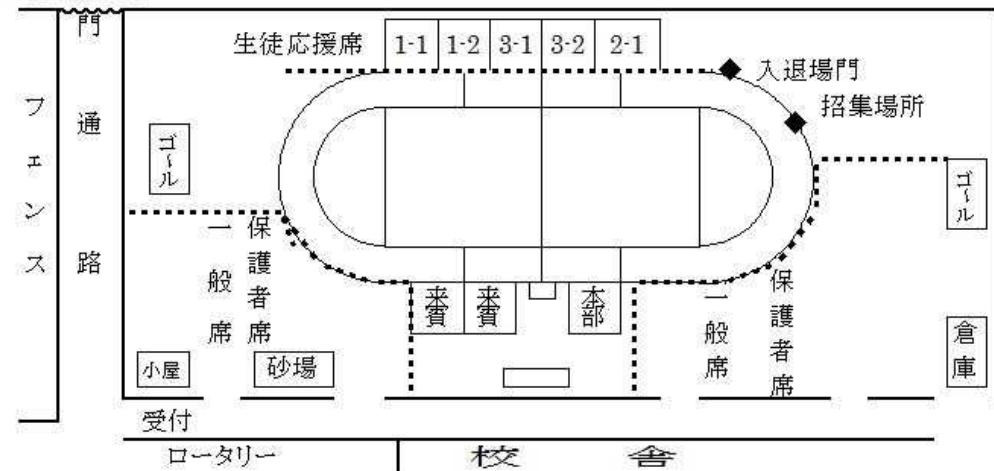 門
通
路
フェンス
生徒応援席
1-1 1-2 3-1 3-2 2-1
入退場門
招集場所
ゴール
ゴール
保護者席
一般席
来賓
来賓
本部
一般席
保護者席
小屋
砂場
倉庫
受付
ロータリー
校舎